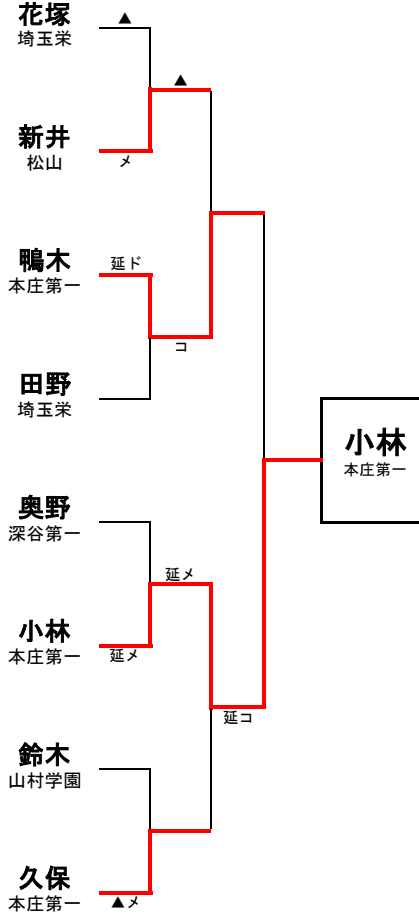 花塚
埼玉栄
▲
▲
新井
松山
メ
鴨木
本庄第一
延ド
コ
田野
埼玉栄
小林
本庄第一
奥野
深谷第一
延メ
小林
本庄第一
延メ
延コ
鈴木
山村学園
久保
本庄第一
▲メ